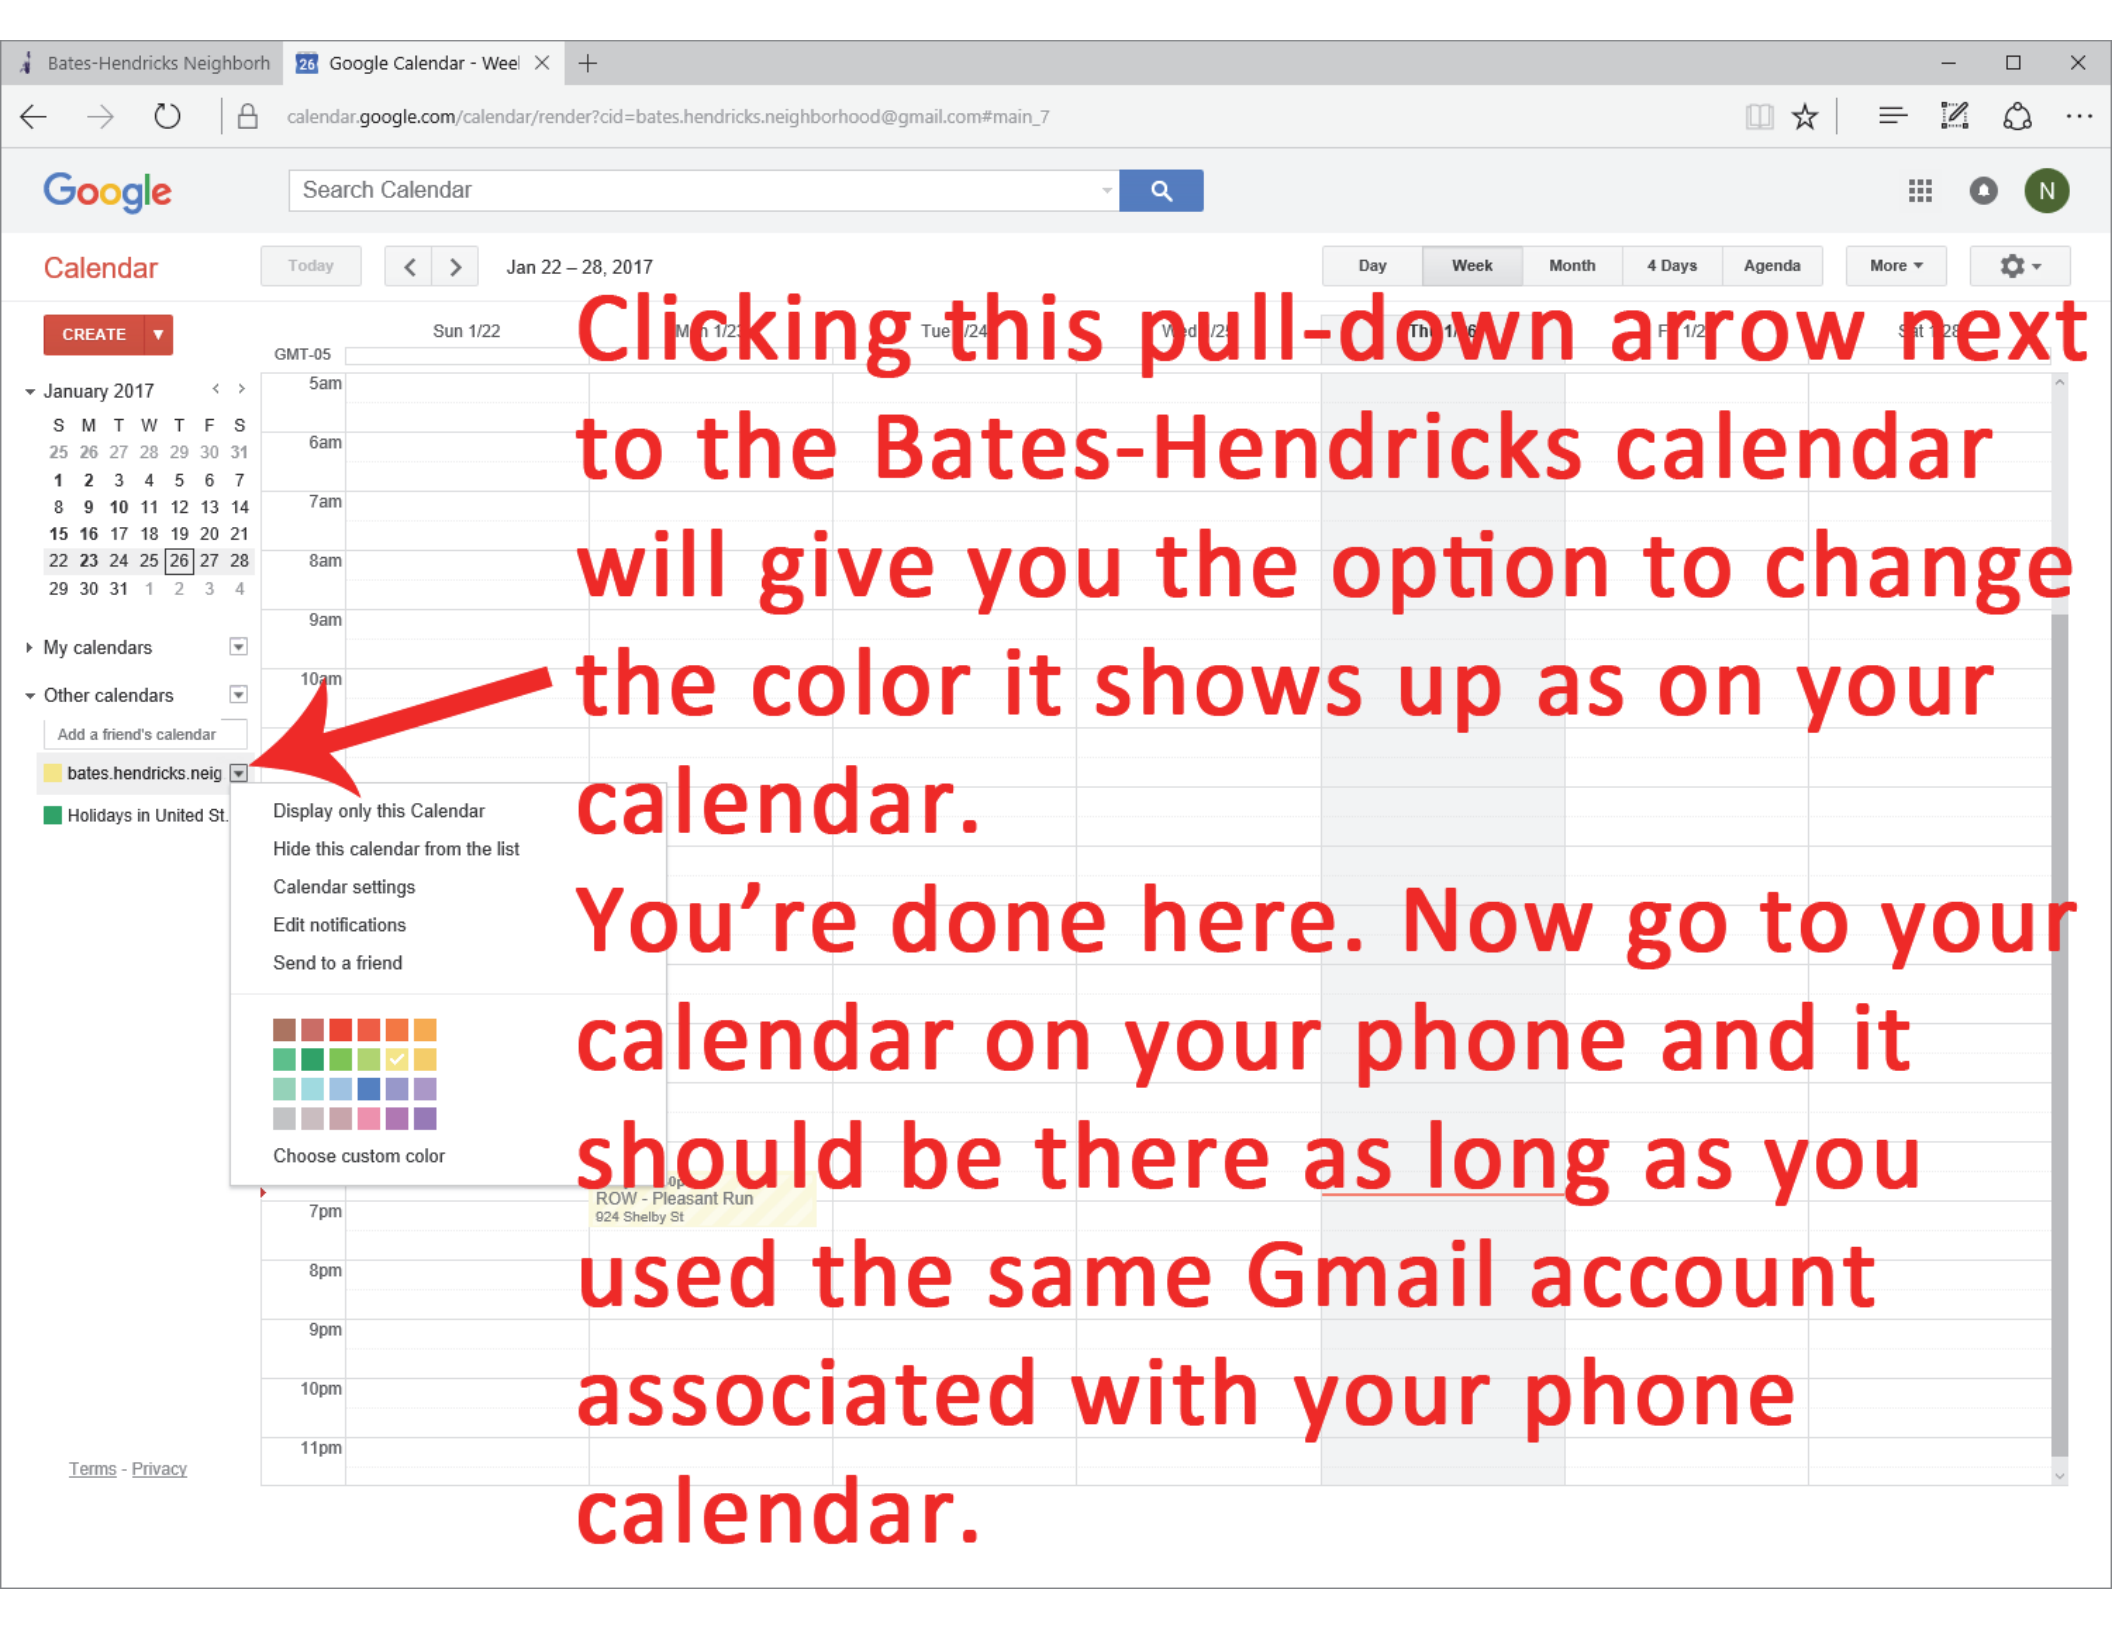 Bates-Hendricks Neighborh
26 Google Calendar - Weel
calendar.google.com/calendar/render?cid=bates.hendricks.neighborhood@gmail.com#main_7
Google
Search Calendar
N
Calendar
Today
Jan 22 – 28, 2017
Day Week Month 4 Days Agenda More
CREATE
GMT-05
Sun 1/22
Clicking this pull-down arrow next
to the Bates-Hendricks calendar
will give you the option to change
the color it shows up as on your
calendar.
You’re done here. Now go to your
calendar on your phone and it
should be there as long as you
used the same Gmail account
associated with your phone
calendar.
January 2017
S M T W T F S
25 26 27 28 29 30 31
1 2 3 4 5 6 7
8 9 10 11 12 13 14
15 16 17 18 19 20 21
22 23 24 25 26 27 28
29 30 31 1 2 3 4
My calendars
Other calendars
Add a friend's calendar
bates.hendricks.neig
Holidays in United St.
Display only this Calendar
Hide this calendar from the list
Calendar settings
Edit notifications
Send to a friend
Choose custom color
5am
6am
7am
8am
9am
10am
ROW - Pleasant Run
924 Shelby St
7pm
8pm
9pm
10pm
11pm
Terms - Privacy